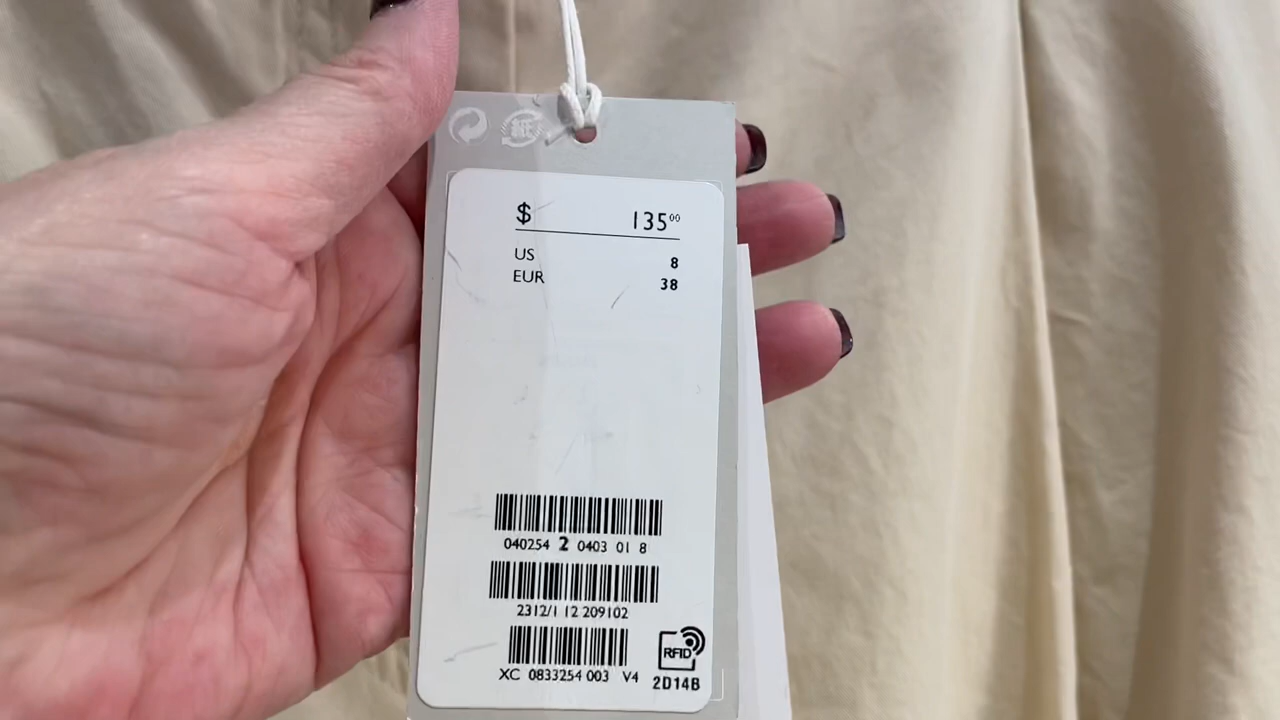 $ 135⁰⁰
US 8
EUR 38
040254 2 0403 01 8
2312/1 12 209102
XC 0833254 003 V4
RFID
2D14B